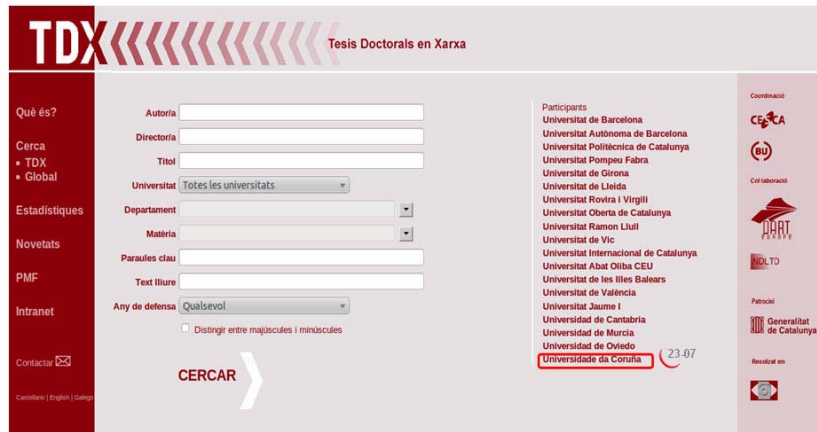 TDX
Tesis Doctorals en Xarxa
Què és?
Cerca
• TDX
• Global
Estadístiques
Novetats
PMF
Intranet
Contactar
Castellano | English | Galego
Autor/a
Director/a
Títol
Universitat Totes les universitats
Departament
Matèria
Paraules clau
Text lliure
Any de defensa Qualsevol
Distingir entre majúscules i minúscules
CERCAR
Participants
Universitat de Barcelona
Universitat Autònoma de Barcelona
Universitat Politècnica de Catalunya
Universitat Pompeu Fabra
Universitat de Girona
Universitat de Lleida
Universitat Rovira i Virgili
Universitat Oberta de Catalunya
Universitat Ramon Llull
Universitat de Vic
Universitat Internacional de Catalunya
Universitat Abat Oliba CEU
Universitat de les Illes Balears
Universitat de València
Universitat Jaume I
Universidad de Cantabria
Universidad de Murcia
Universidad de Oviedo
Universidade da Coruña
23-07
Coordinació
CESCA
(BU)
Col·laboració
DART
EUROPE
NDLTD
Patrocini
Generalitat
de Catalunya
Recolzat en